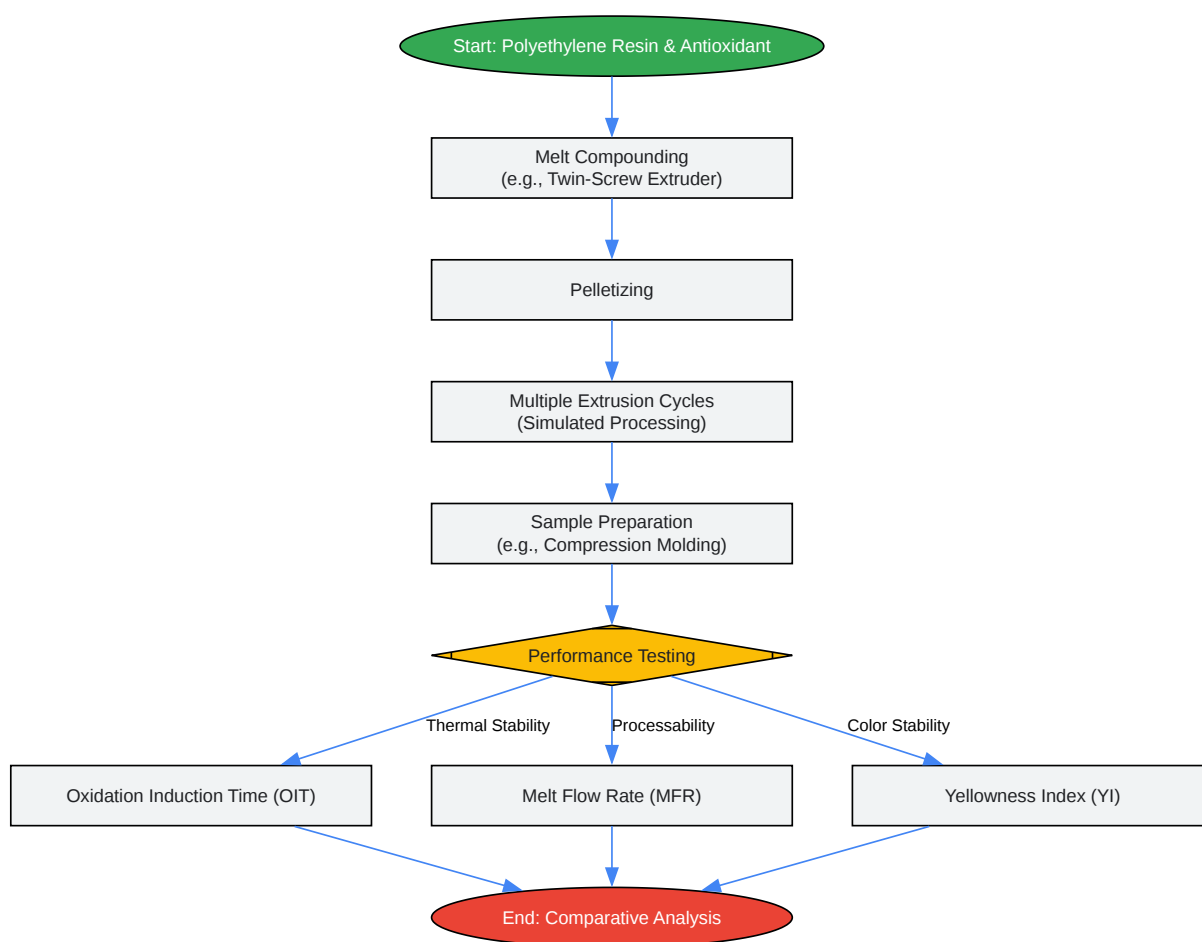 Start: Polyethylene Resin & Antioxidant
Melt Compounding
(e.g., Twin-Screw Extruder)
Pelletizing
Multiple Extrusion Cycles
(Simulated Processing)
Sample Preparation
(e.g., Compression Molding)
Performance Testing
Thermal Stability
Processability
Color Stability
Oxidation Induction Time (OIT)
Melt Flow Rate (MFR)
Yellowness Index (YI)
End: Comparative Analysis